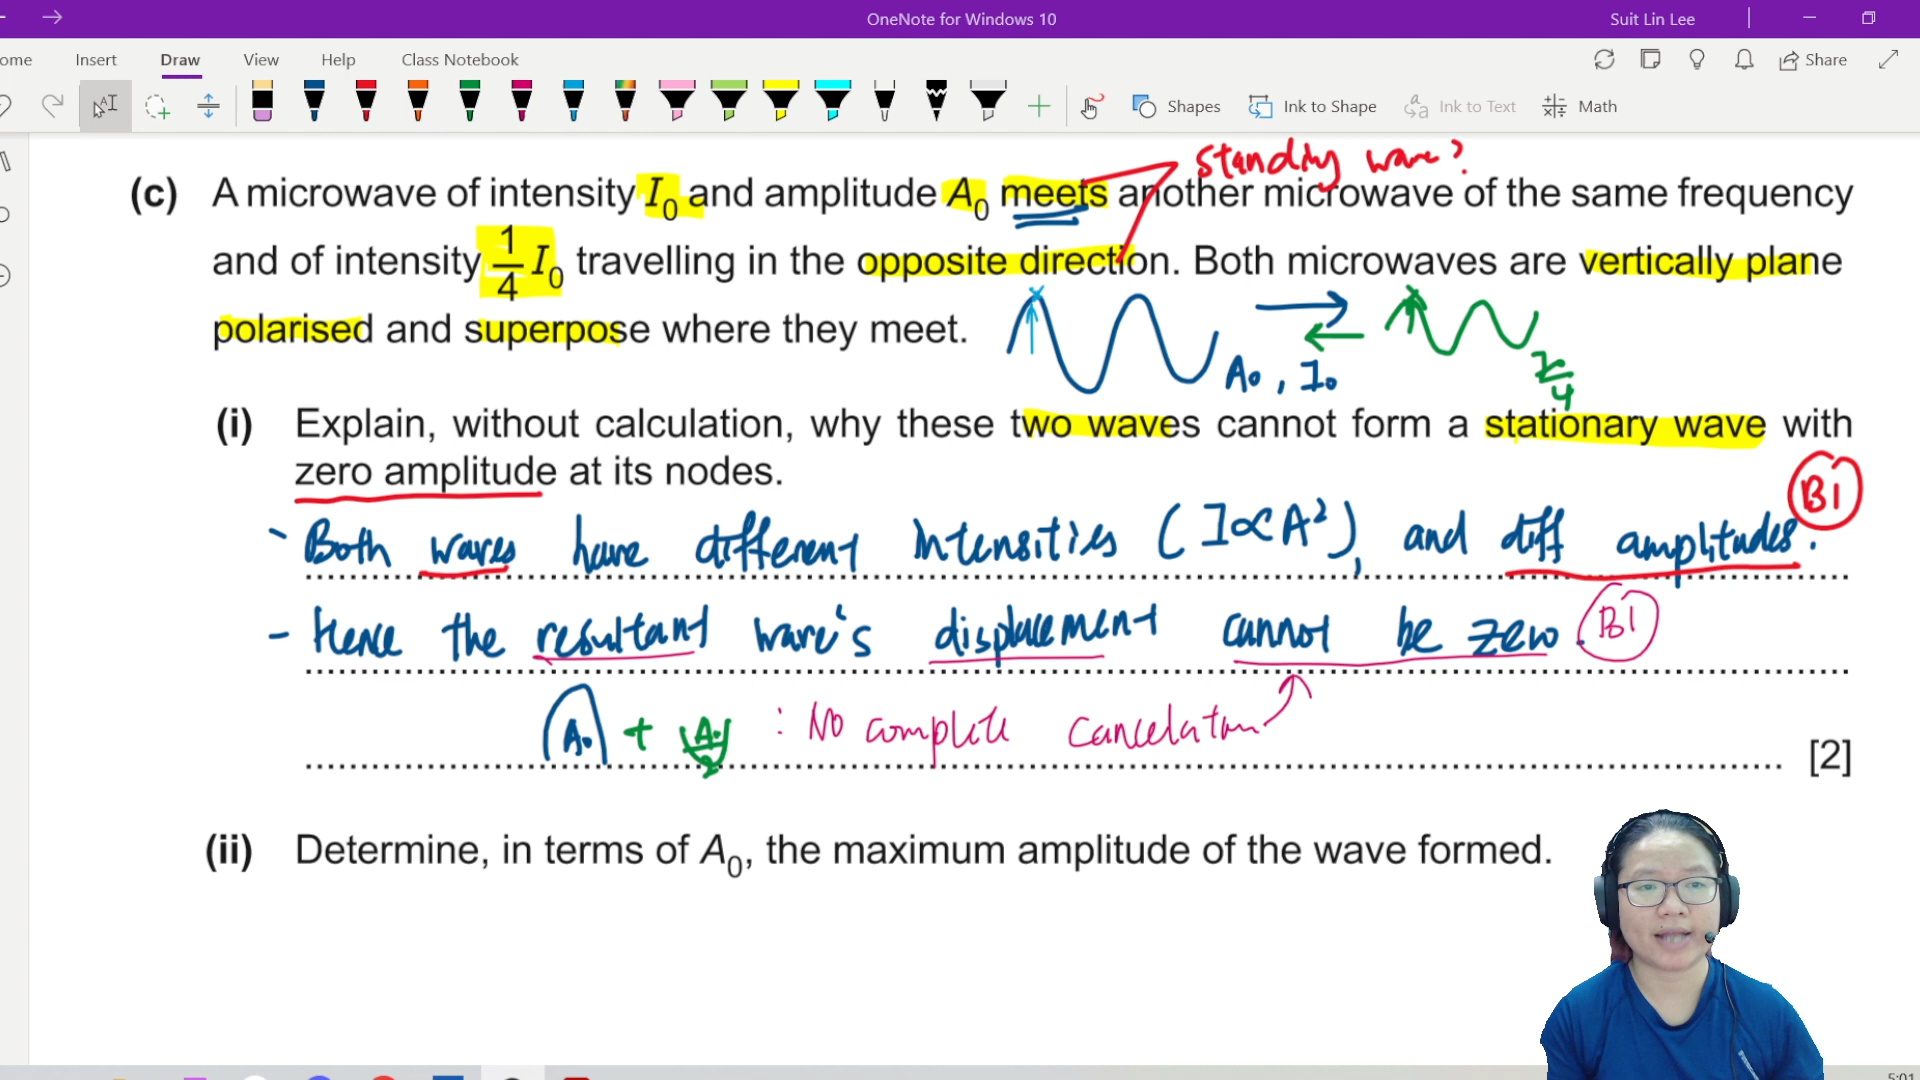 OneNote for Windows 10
Suit Lin Lee
ome Insert Draw View Help Class Notebook
Share
Shapes Ink to Shape Ink to Text Math
standing wave?
(c) A microwave of intensity I₀ and amplitude A₀ meets another microwave of the same frequency
and of intensity 1/4 I₀ travelling in the opposite direction. Both microwaves are vertically plane
polarised and superpose where they meet.
A₀, I₀
I₀/4
(i) Explain, without calculation, why these two waves cannot form a stationary wave with
zero amplitude at its nodes.
B1
- Both waves have different intensities (I∝A²), and diff amplitudes.
- Hence the resultant wave's displacement cannot be zero. B1
A₀ + A₀/2 : No complete cancelation
[2]
(ii) Determine, in terms of A₀, the maximum amplitude of the wave formed.
5:01